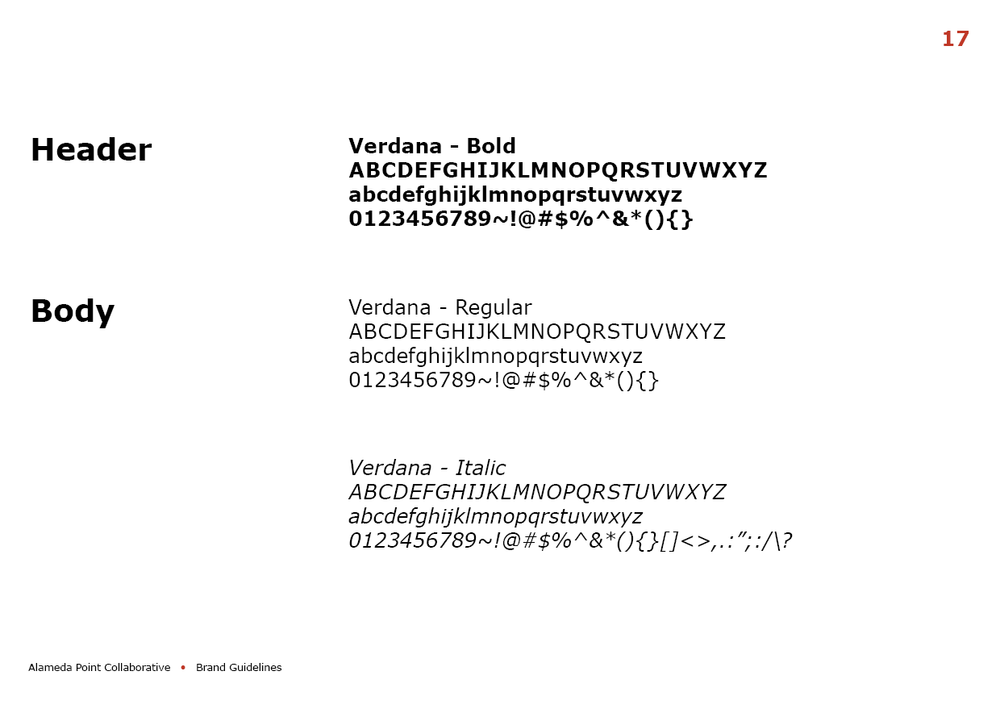 17
Header
Verdana - Bold
ABCDEFGHIJKLMNOPQRSTUVWXYZ
abcdefghijklmnopqrstuvwxyz
0123456789~!@#$%^&*(){}
Body
Verdana - Regular
ABCDEFGHIJKLMNOPQRSTUVWXYZ
abcdefghijklmnopqrstuvwxyz
0123456789~!@#$%^&*(){}
Verdana - Italic
ABCDEFGHIJKLMNOPQRSTUVWXYZ
abcdefghijklmnopqrstuvwxyz
0123456789~!@#$%^&*(){}[]<>,.:”;:/\?
Alameda Point Collaborative • Brand Guidelines